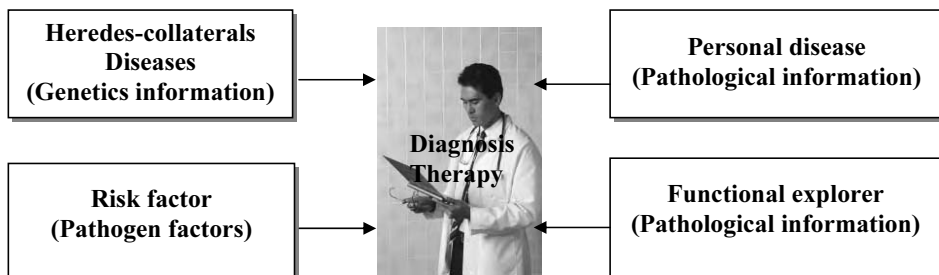 Heredes-collaterals
Diseases
(Genetics information)
Personal disease
(Pathological information)
Diagnosis
Therapy
Risk factor
(Pathogen factors)
Functional explorer
(Pathological information)